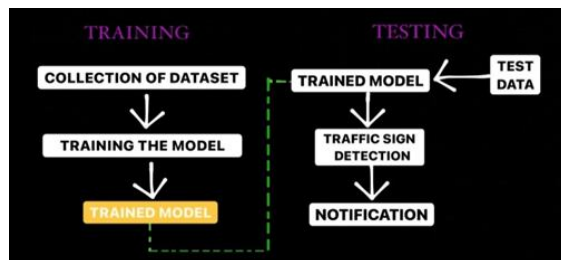 TRAINING
COLLECTION OF DATASET
TRAINING THE MODEL
TRAINED MODEL
TESTING
TRAINED MODEL
TEST
DATA
TRAFFIC SIGN
DETECTION
NOTIFICATION